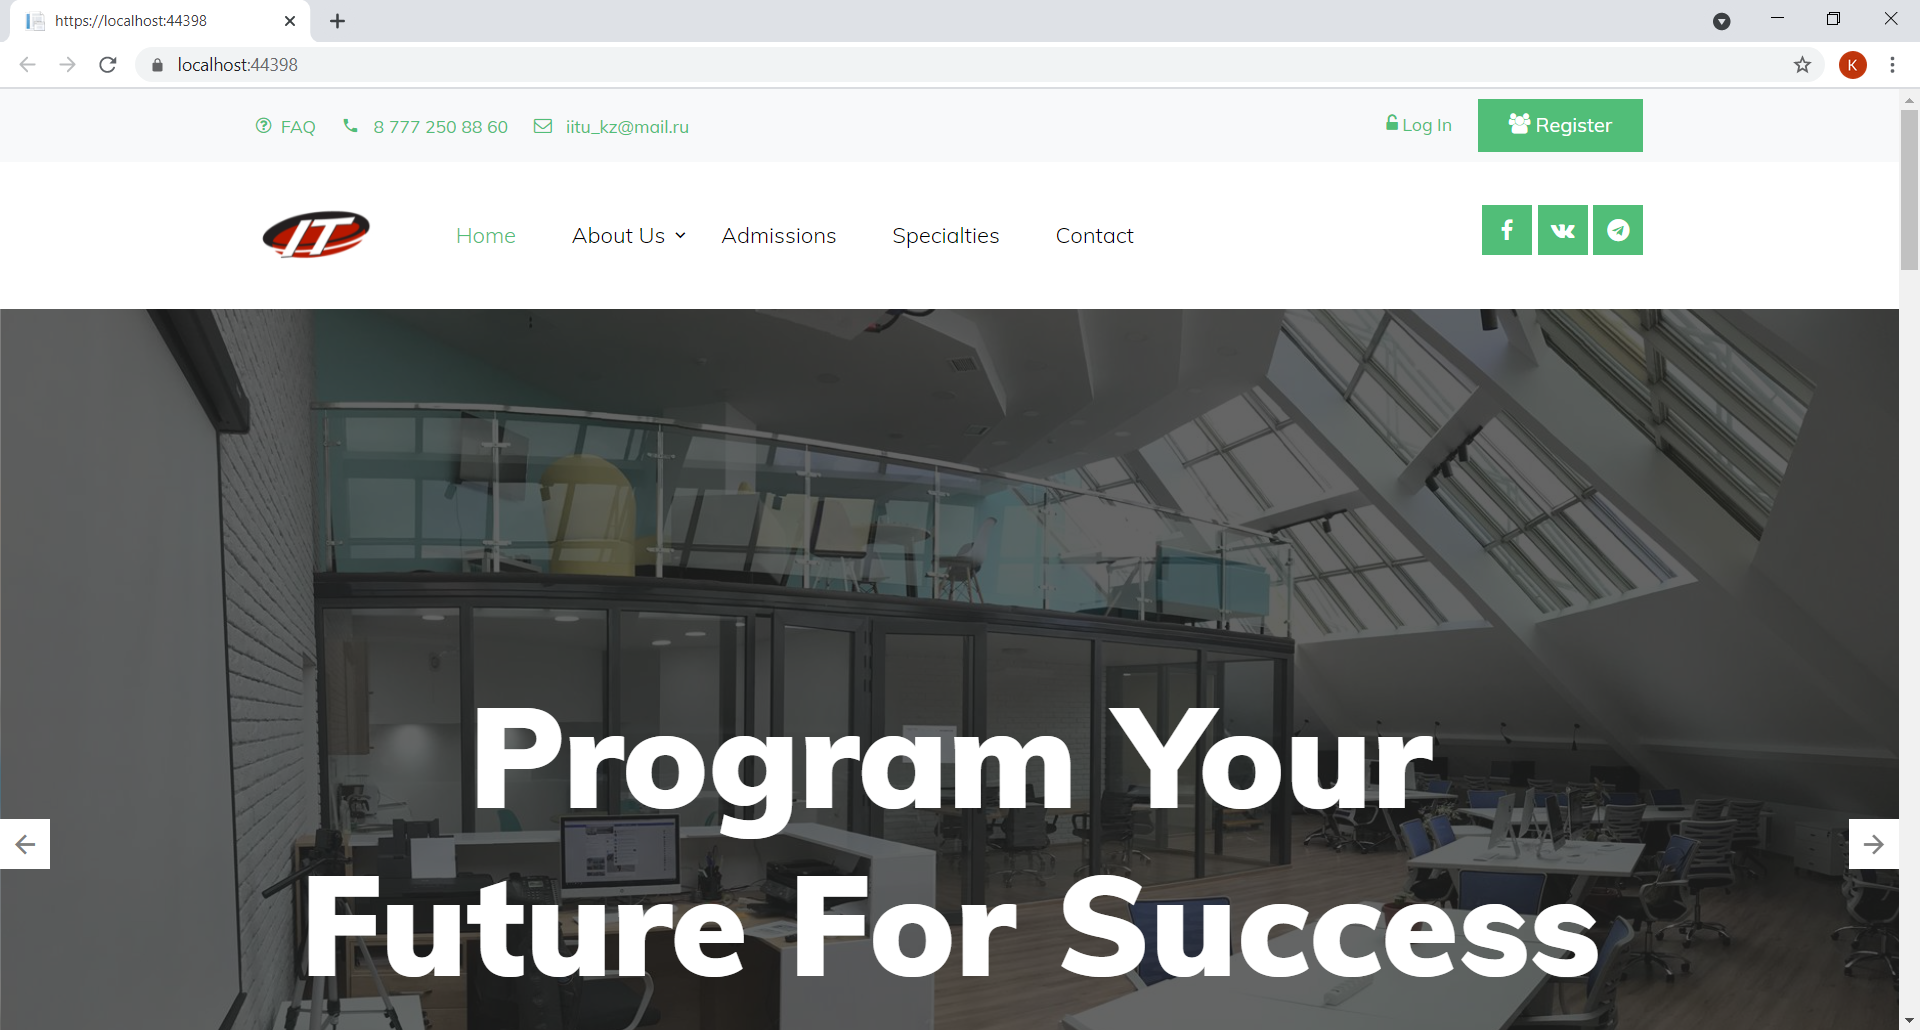 https://localhost:44398
localhost:44398
K
FAQ 8 777 250 88 60 iitu_kz@mail.ru Log In Register
IT Home About Us Admissions Specialties Contact
Program Your
Future For Success